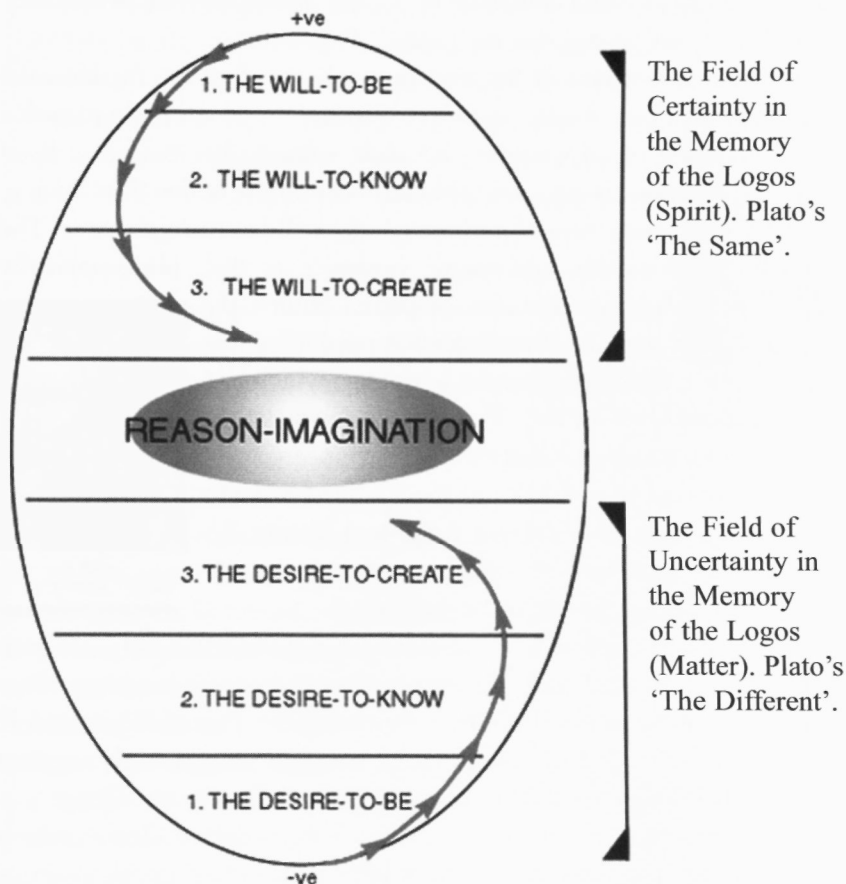 +ve
1. THE WILL-TO-BE
2. THE WILL-TO-KNOW
3. THE WILL-TO-CREATE
The Field of
Certainty in
the Memory
of the Logos
(Spirit). Plato’s
‘The Same’.
REASON-IMAGINATION
3. THE DESIRE-TO-CREATE
2. THE DESIRE-TO-KNOW
1. THE DESIRE-TO-BE
-ve
The Field of
Uncertainty in
the Memory
of the Logos
(Matter). Plato’s
‘The Different’.